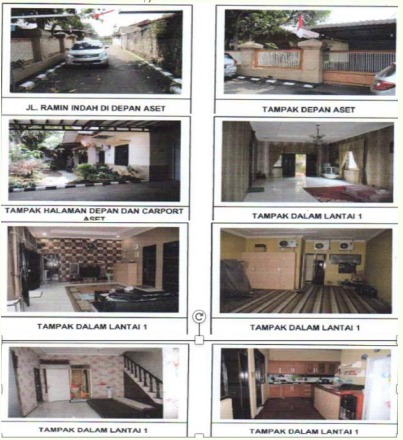 JL. RAMIN INDAH DI DEPAN ASET
TAMPAK DEPAN ASET
TAMPAK HALAMAN DEPAN DAN CARPORT
ASET
TAMPAK DALAM LANTAI 1
TAMPAK DALAM LANTAI 1
TAMPAK DALAM LANTAI 1
TAMPAK DALAM LANTAI 1
TAMPAK DALAM LANTAI 1